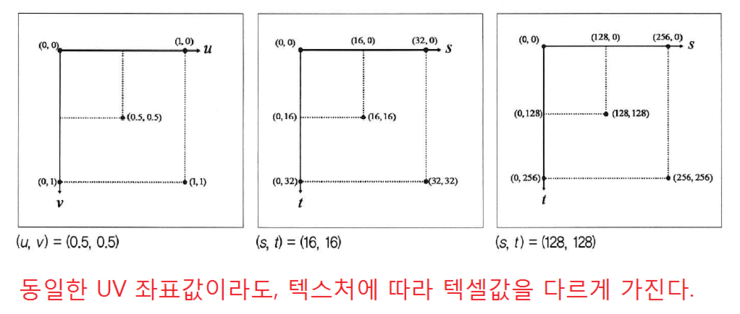 (0, 0) (1, 0) u
(0.5, 0.5)
(0, 1) (1, 1)
v
(u, v) = (0.5, 0.5)
(0, 0) (16, 0) (32, 0) s
(0, 16) (16, 16)
(0, 32) (32, 32)
t
(s, t) = (16, 16)
(0, 0) (128, 0) (256, 0) s
(0, 128) (128, 128)
(0, 256) (256, 256)
t
(s, t) = (128, 128)
동일한 UV 좌표값이라도, 텍스처에 따라 텍셀값을 다르게 가진다.